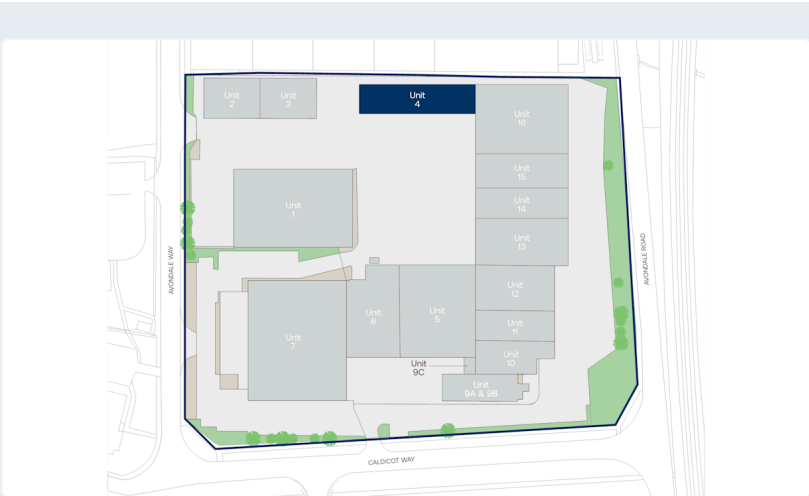 Unit
2
Unit
3
Unit
4
Unit
16
Unit
15
Unit
14
Unit
13
Unit
1
AVONDALE WAY
AVONDALE ROAD
Unit
12
Unit
11
Unit
10
Unit
5
Unit
6
Unit
7
Unit
9C
Unit
9A & 9B
CALDICOT WAY